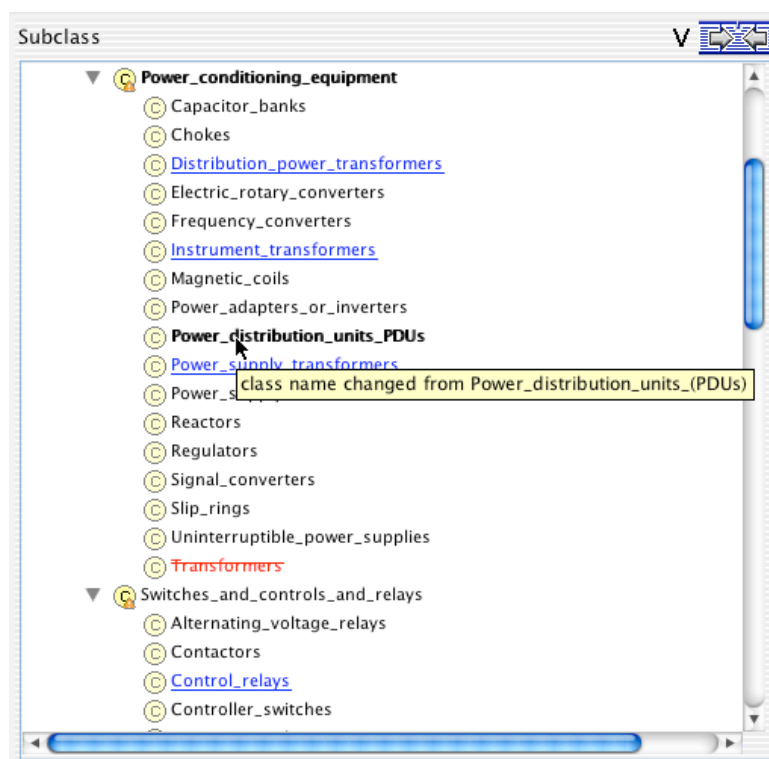 Subclass
V
Power_conditioning_equipment
Capacitor_banks
Chokes
Distribution_power_transformers
Electric_rotary_converters
Frequency_converters
Instrument_transformers
Magnetic_coils
Power_adapters_or_inverters
Power_distribution_units_PDUs
Power_supply_transformers
class name changed from Power_distribution_units_(PDUs)
Reactors
Regulators
Signal_converters
Slip_rings
Uninterruptible_power_supplies
Transformers
Switches_and_controls_and_relays
Alternating_voltage_relays
Contactors
Control_relays
Controller_switches